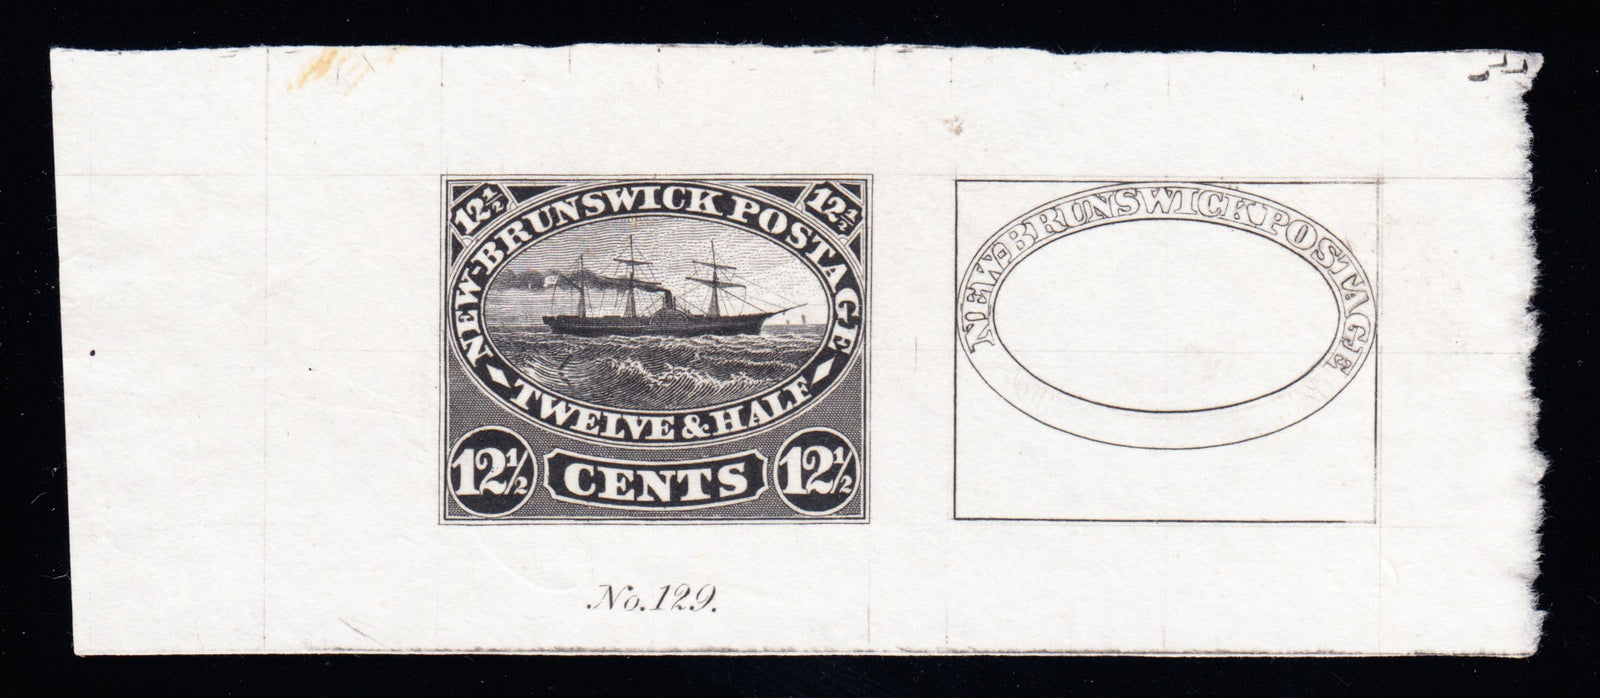 12½ 12½
NEW-BRUNSWICK POSTAGE
TWELVE & HALF
12½ CENTS 12½
No. 129.
NEW-BRUNSWICK POSTAGE